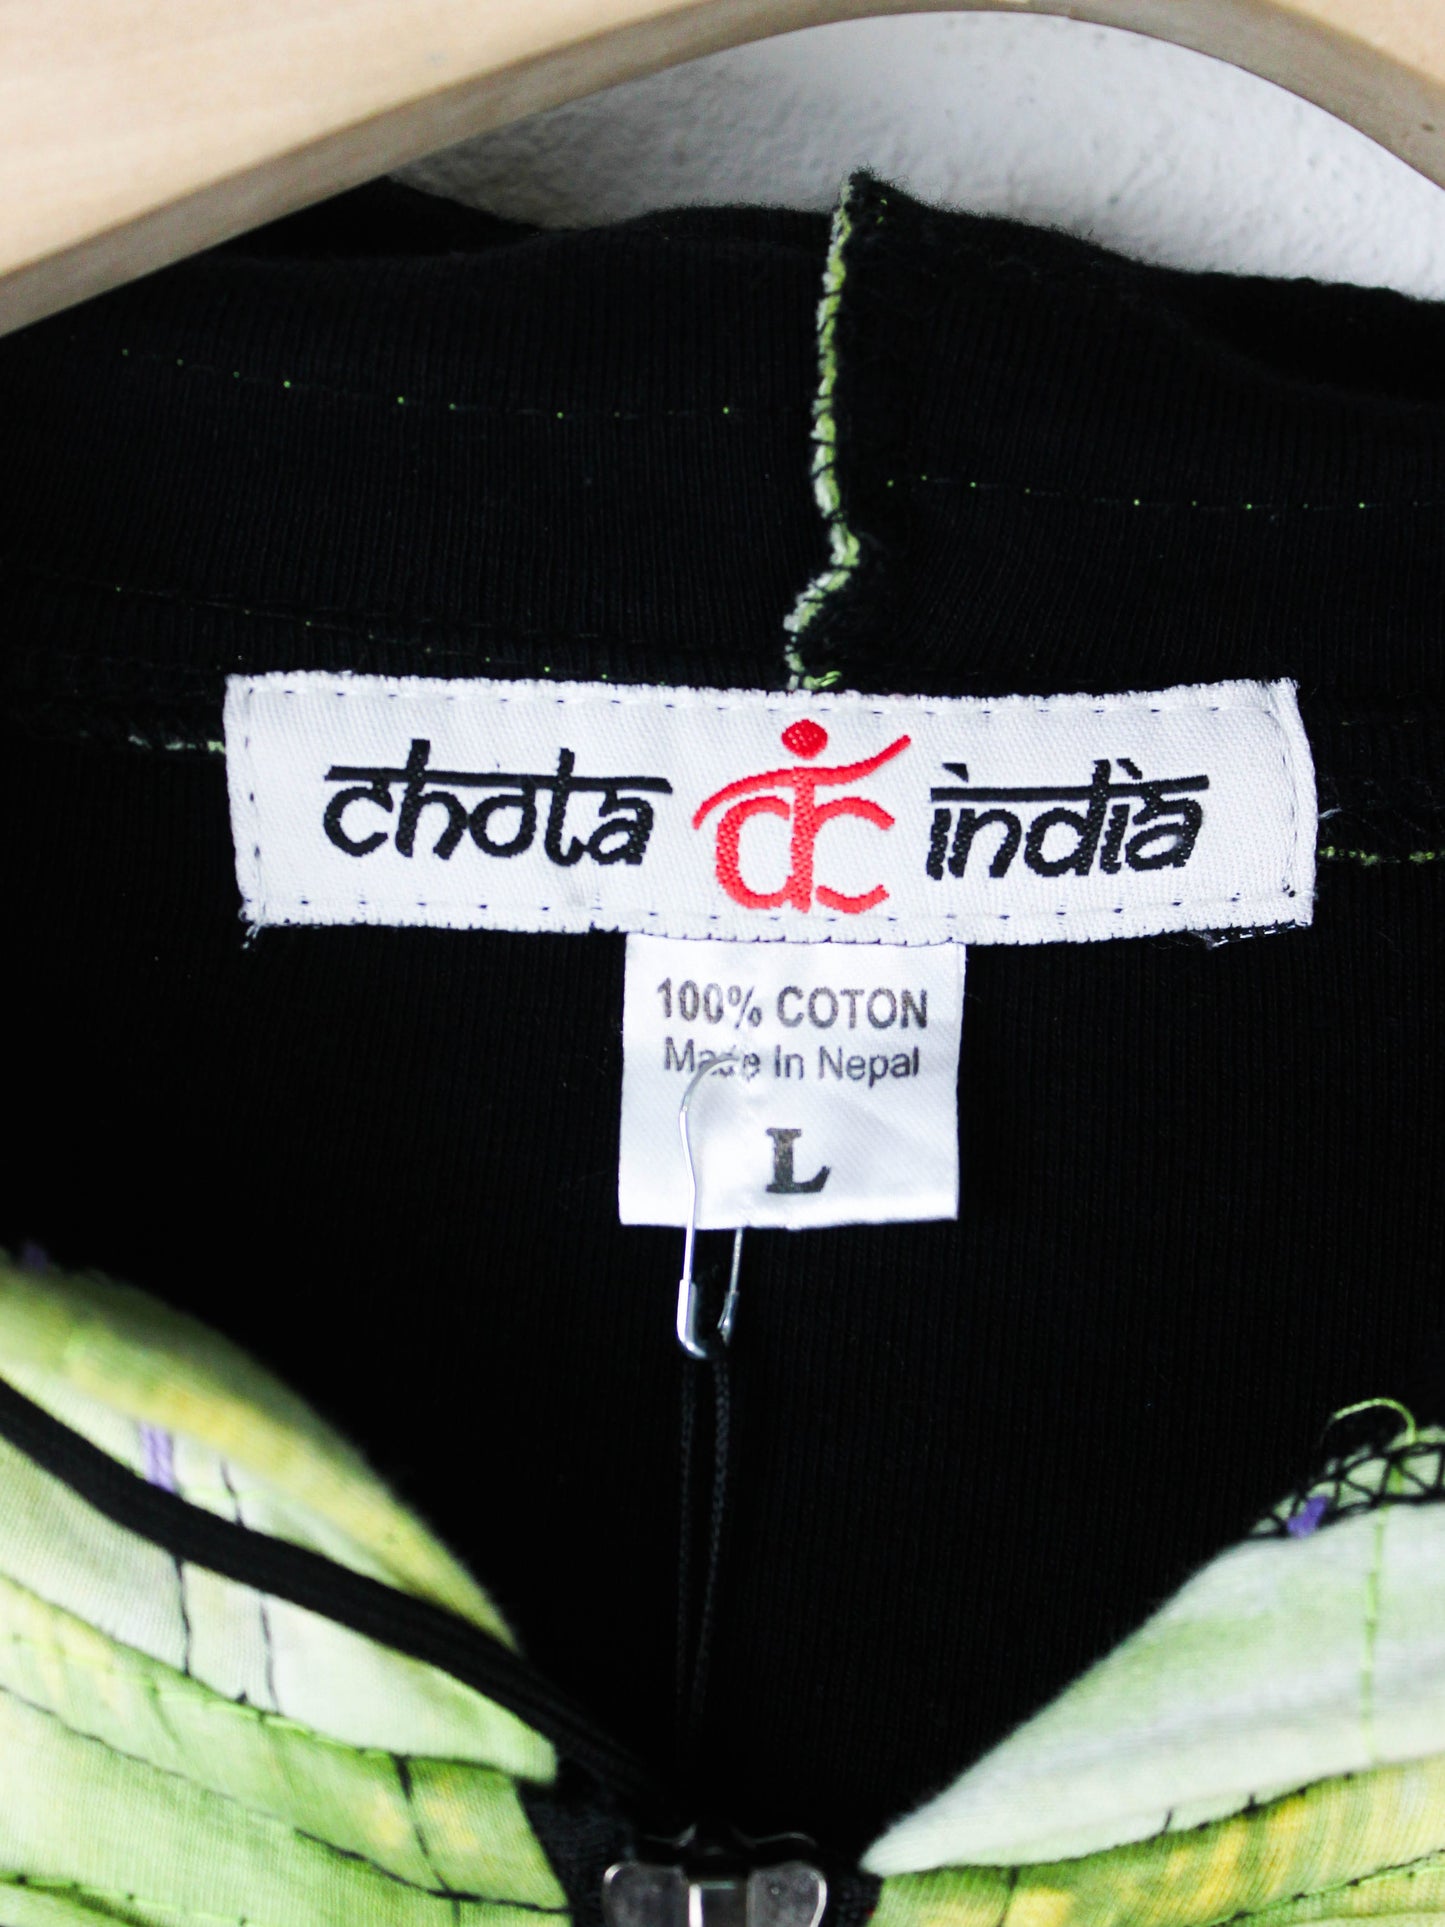 chota india
100% COTON
Made In Nepal
L